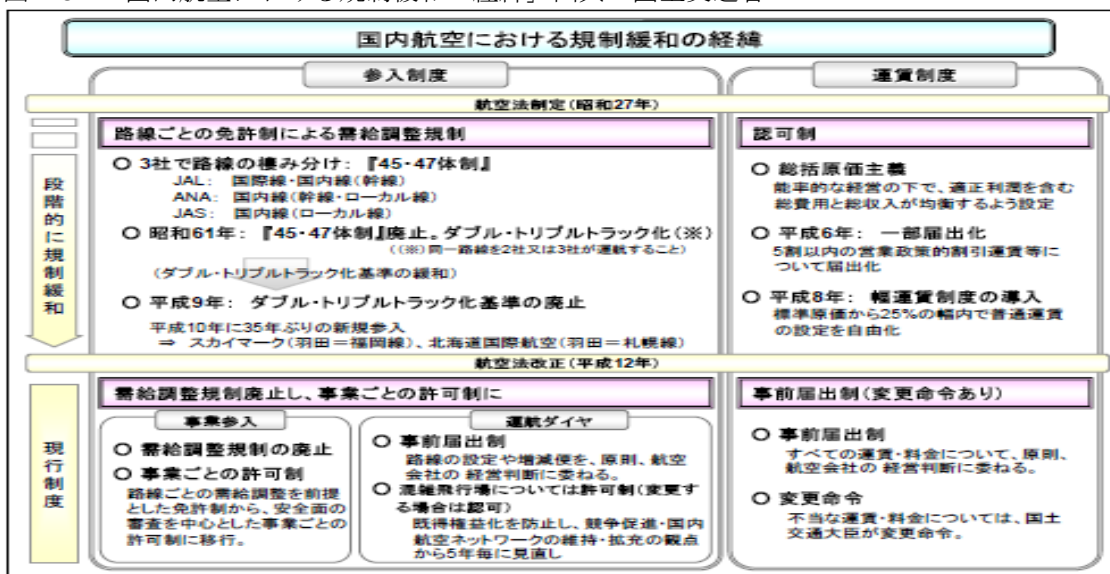 国内航空における規制緩和の経緯
参入制度
運賃制度
航空法制定(昭和27年)
段階的に規制緩和
路線ごとの免許制による需給調整規制
○ 3社で路線の棲み分け: 『45・47体制』
JAL: 国際線・国内線(幹線)
ANA: 国内線(幹線・ローカル線)
JAS: 国内線(ローカル線)
○ 昭和61年: 『45・47体制』廃止。ダブル・トリプルトラック化(※)
((※)同一路線を2社又は3社が運航すること)
(ダブル・トリプルトラック化基準の緩和)
○ 平成9年: ダブル・トリプルトラック化基準の廃止
平成10年に35年ぶりの新規参入
⇒ スカイマーク(羽田=福岡線)、北海道国際航空(羽田=札幌線)
認可制
○ 総括原価主義
能率的な経営の下で、適正利潤を含む
総費用と総収入が均衡するよう設定
○ 平成6年: 一部届出化
5割以内の営業政策的割引運賃等に
ついて届出化
○ 平成8年: 幅運賃制度の導入
標準原価から25%の幅内で普通運賃
の設定を自由化
航空法改正(平成12年)
現行制度
需給調整規制廃止し、事業ごとの許可制に
事業参入
○ 需給調整規制の廃止
○ 事業ごとの許可制
路線ごとの需給調整を前提
とした免許制から、安全面の
審査を中心とした事業ごとの
許可制に移行。
運航ダイヤ
○ 事前届出制
路線の設定や増減便を、原則、航空
会社の 経営判断に委ねる。
○ 混雑飛行場については許可制(変更す
る場合は認可)
既得権益化を防止し、競争促進・国内
航空ネットワークの維持・拡充の観点
から5年毎に見直し
事前届出制(変更命令あり)
○ 事前届出制
すべての運賃・料金について、原則、
航空会社の 経営判断に委ねる。
○ 変更命令
不当な運賃・料金については、国土
交通大臣が変更命令。